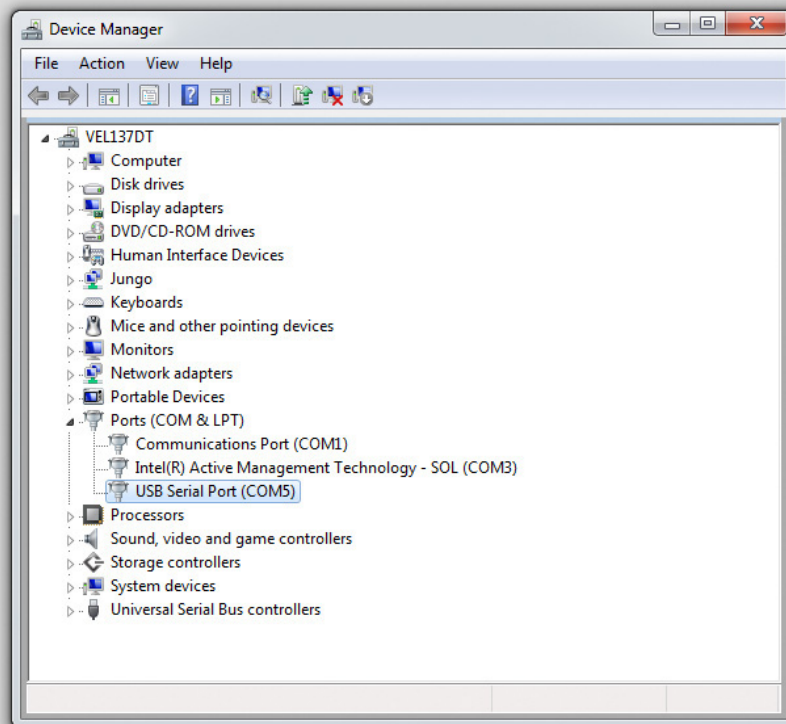 Device Manager
File Action View Help
VEL137DT
Computer
Disk drives
Display adapters
DVD/CD-ROM drives
Human Interface Devices
Jungo
Keyboards
Mice and other pointing devices
Monitors
Network adapters
Portable Devices
Ports (COM & LPT)
Communications Port (COM1)
Intel(R) Active Management Technology - SOL (COM3)
USB Serial Port (COM5)
Processors
Sound, video and game controllers
Storage controllers
System devices
Universal Serial Bus controllers